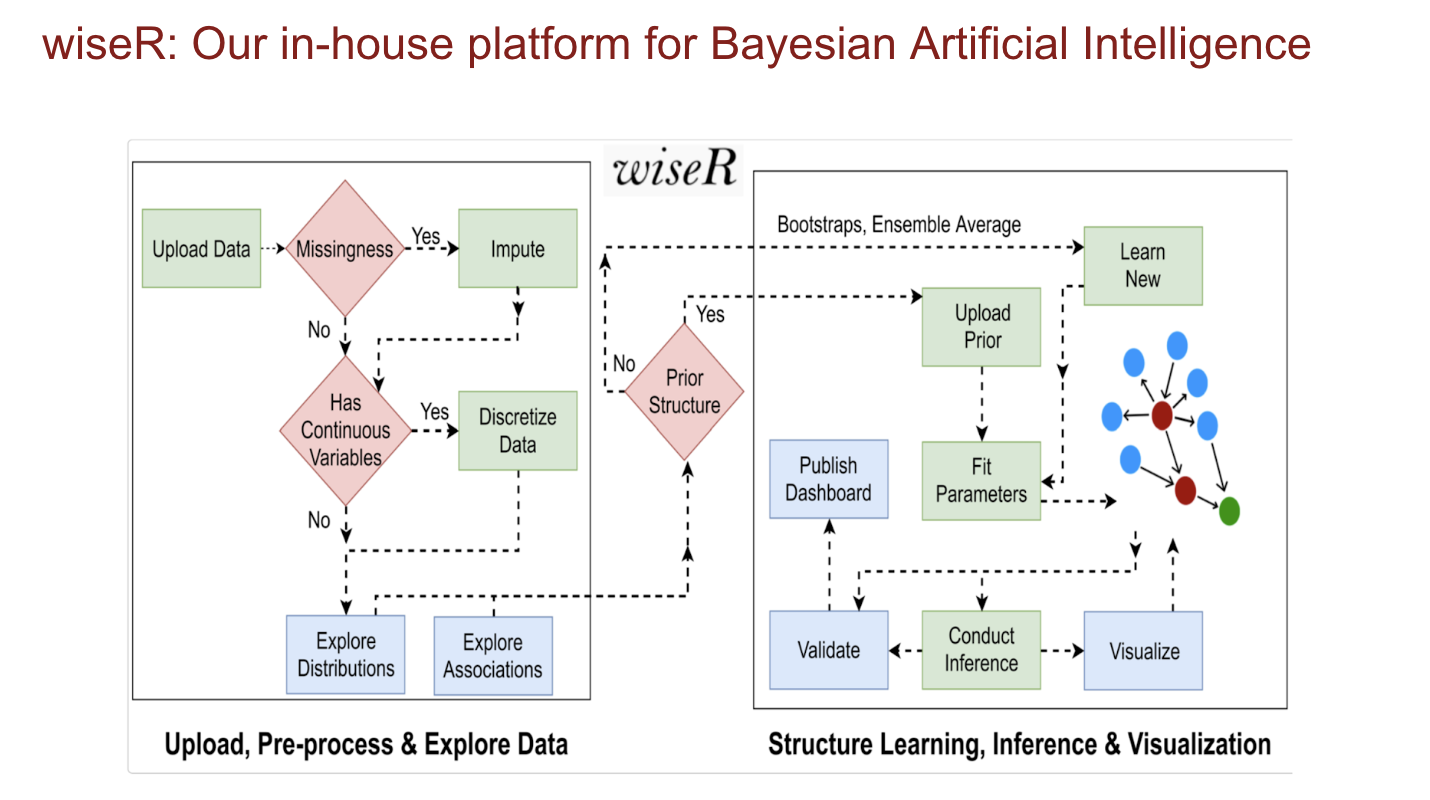 wiseR: Our in-house platform for Bayesian Artificial Intelligence
wiseR
Upload Data
Missingness
Yes
Impute
No
Has
Continuous
Variables
Yes
Discretize
Data
No
Explore
Distributions
Explore
Associations
Upload, Pre-process & Explore Data
Prior
Structure
No
Yes
Bootstraps, Ensemble Average
Learn
New
Upload
Prior
Fit
Parameters
Publish
Dashboard
Validate
Conduct
Inference
Visualize
Structure Learning, Inference & Visualization